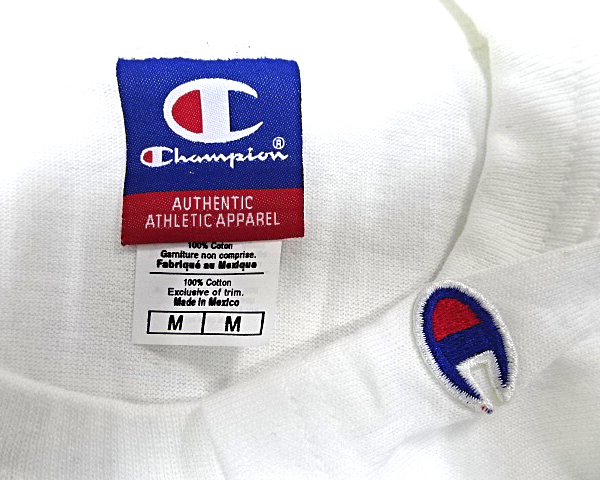 Champion®
AUTHENTIC
ATHLETIC APPAREL
100% Coton
Garniture non comprise.
Fabriqué au Mexique
100% Cotton
Exclusive of trim.
Made in Mexico
M M